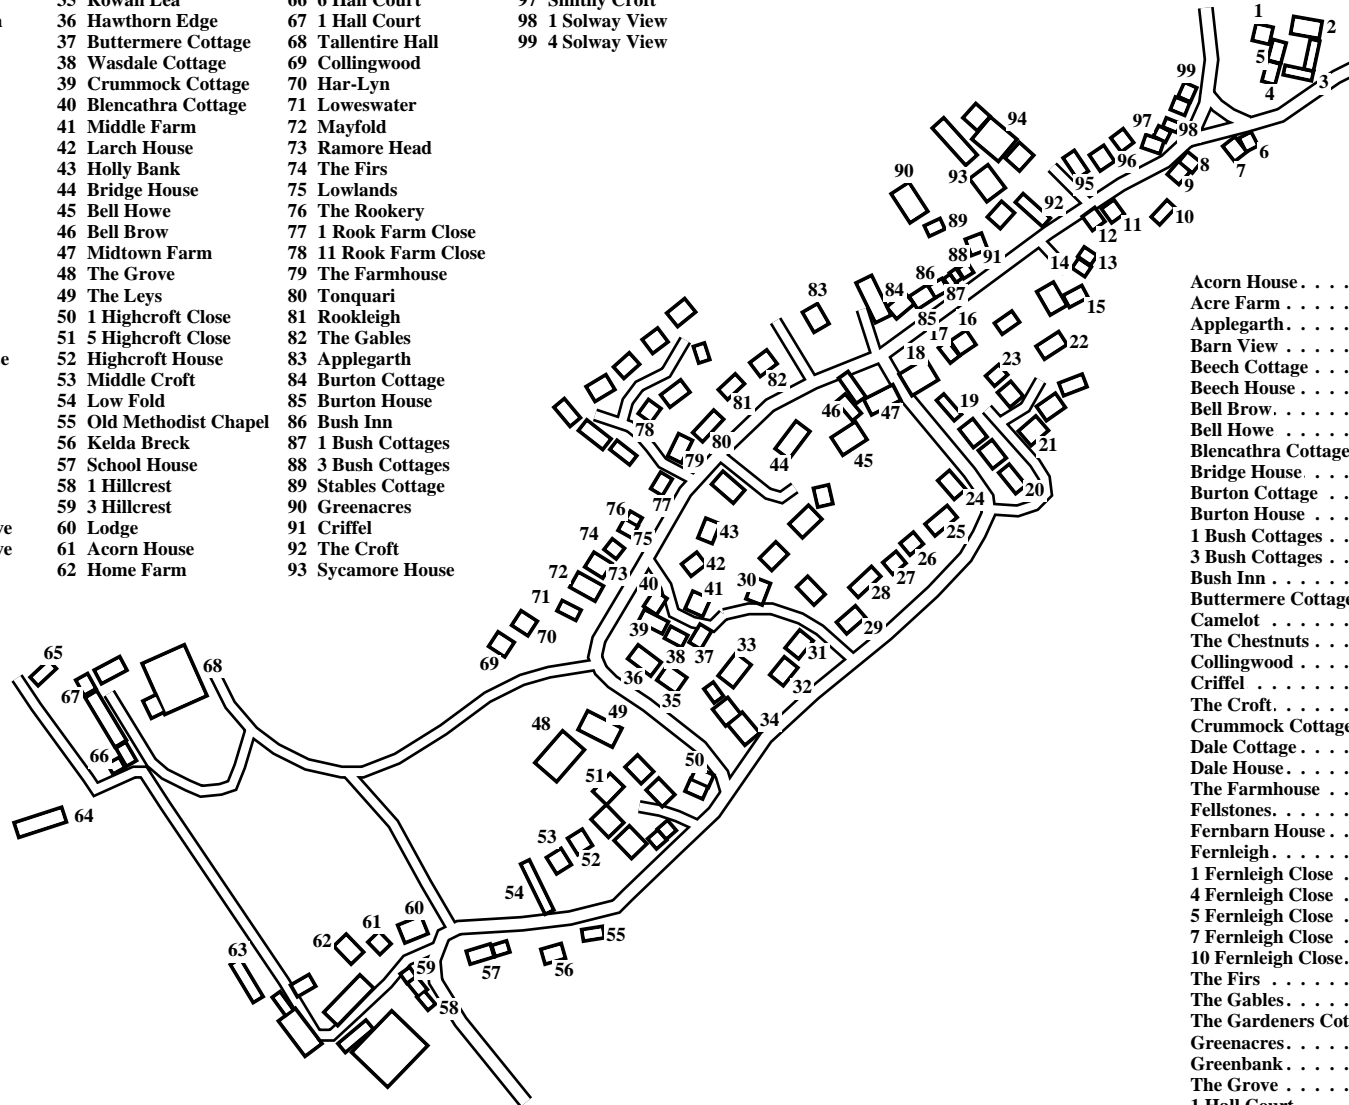 35 Rowan Lea
36 Hawthorn Edge
37 Buttermere Cottage
38 Wasdale Cottage
39 Crummock Cottage
40 Blencathra Cottage
41 Middle Farm
42 Larch House
43 Holly Bank
44 Bridge House
45 Bell Howe
46 Bell Brow
47 Midtown Farm
48 The Grove
49 The Leys
50 1 Highcroft Close
51 5 Highcroft Close
52 Highcroft House
53 Middle Croft
54 Low Fold
55 Old Methodist Chapel
56 Kelda Breck
57 School House
58 1 Hillcrest
59 3 Hillcrest
60 Lodge
61 Acorn House
62 Home Farm
66 6 Hall Court
67 1 Hall Court
68 Tallentire Hall
69 Collingwood
70 Har-Lyn
71 Loweswater
72 Mayfold
73 Ramore Head
74 The Firs
75 Lowlands
76 The Rookery
77 1 Rook Farm Close
78 11 Rook Farm Close
79 The Farmhouse
80 Tonquari
81 Rookleigh
82 The Gables
83 Applegarth
84 Burton Cottage
85 Burton House
86 Bush Inn
87 1 Bush Cottages
88 3 Bush Cottages
89 Stables Cottage
90 Greenacres
91 Criffel
92 The Croft
93 Sycamore House
97 Smithy Croft
98 1 Solway View
99 4 Solway View
1
2
3
4
5
6
7
8
9
10
11
12
13
14
15
16
17
18
19
20
21
22
23
24
25
26
27
28
29
30
31
32
33
34
35
36
37
38
39
40
41
42
43
44
45
46
47
48
49
50
51
52
53
54
55
56
57
58
59
60
61
62
63
64
65
66
67
68
69
70
71
72
73
74
75
76
77
78
79
80
81
82
83
84
85
86
87
88
89
90
91
92
93
94
95
96
97
98
99
Acorn House . . . .
Acre Farm . . . . .
Applegarth . . . . .
Barn View . . . . .
Beech Cottage . . . .
Beech House . . . .
Bell Brow . . . . .
Bell Howe . . . . .
Blencathra Cottage
Bridge House . . .
Burton Cottage . .
Burton House . . .
1 Bush Cottages . .
3 Bush Cottages . .
Bush Inn . . . . .
Buttermere Cottage
Camelot . . . . . .
The Chestnuts . . .
Collingwood . . . .
Criffel . . . . . . .
The Croft . . . . .
Crummock Cottage
Dale Cottage . . . .
Dale House . . . . .
The Farmhouse . .
Fellstones . . . . .
Fernbarn House . .
Fernleigh . . . . .
1 Fernleigh Close .
4 Fernleigh Close .
5 Fernleigh Close .
7 Fernleigh Close .
10 Fernleigh Close .
The Firs . . . . . .
The Gables . . . . .
The Gardeners Cot
Greenacres . . . . .
Greenbank . . . . .
The Grove . . . . .
1 Hall Court